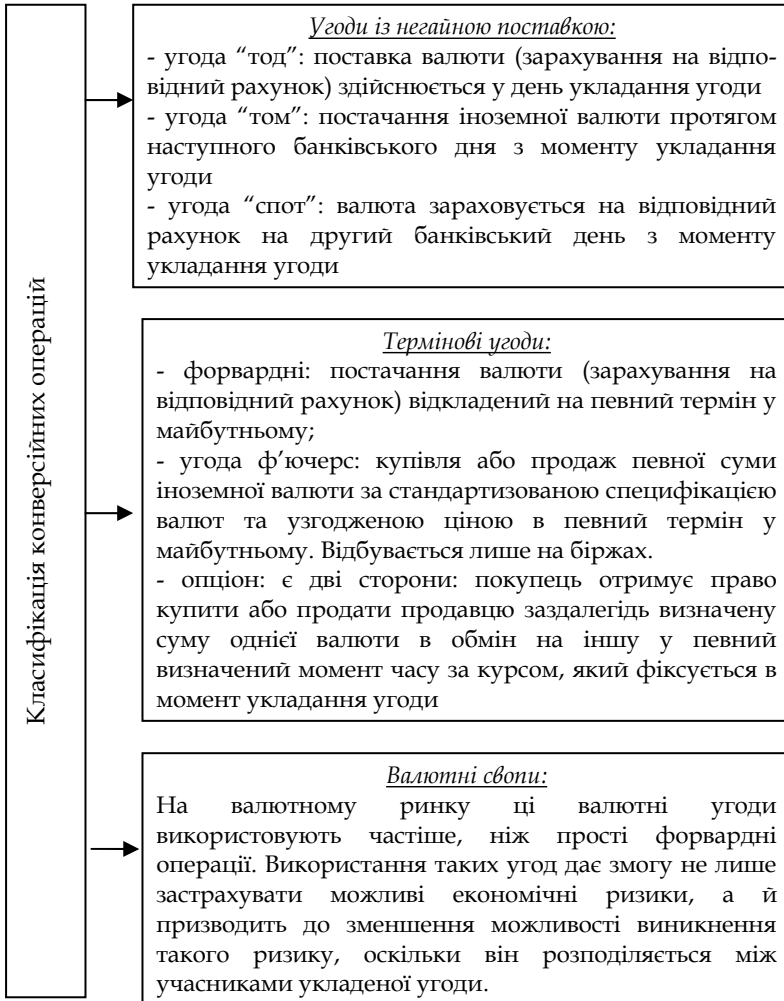 Класифікація конверсійних операцій
Угоди із негайною поставкою:
- угода “тод”: поставка валюти (зарахування на відпо-
відний рахунок) здійснюється у день укладання угоди
- угода “том”: постачання іноземної валюти протягом
наступного банківського дня з моменту укладання
угоди
- угода “спот”: валюта зараховується на відповідний
рахунок на другий банківський день з моменту
укладання угоди
Термінові угоди:
- форвардні: постачання валюти (зарахування на
відповідний рахунок) відкладений на певний термін у
майбутньому;
- угода ф’ючерс: купівля або продаж певної суми
іноземної валюти за стандартизованою специфікацією
валют та узгодженою ціною в певний термін у
майбутньому. Відбувається лише на біржах.
- опціон: є дві сторони: покупець отримує право
купити або продати продавцю заздалегідь визначену
суму однієї валюти в обмін на іншу у певний
визначений момент часу за курсом, який фіксується в
момент укладання угоди
Валютні свопи:
На валютному ринку ці валютні угоди
використовують частіше, ніж прості форвардні
операції. Використання таких угод дає змогу не лише
застрахувати можливі економічні ризики, а й
призводить до зменшення можливості виникнення
такого ризику, оскільки він розподіляється між
учасниками укладеної угоди.